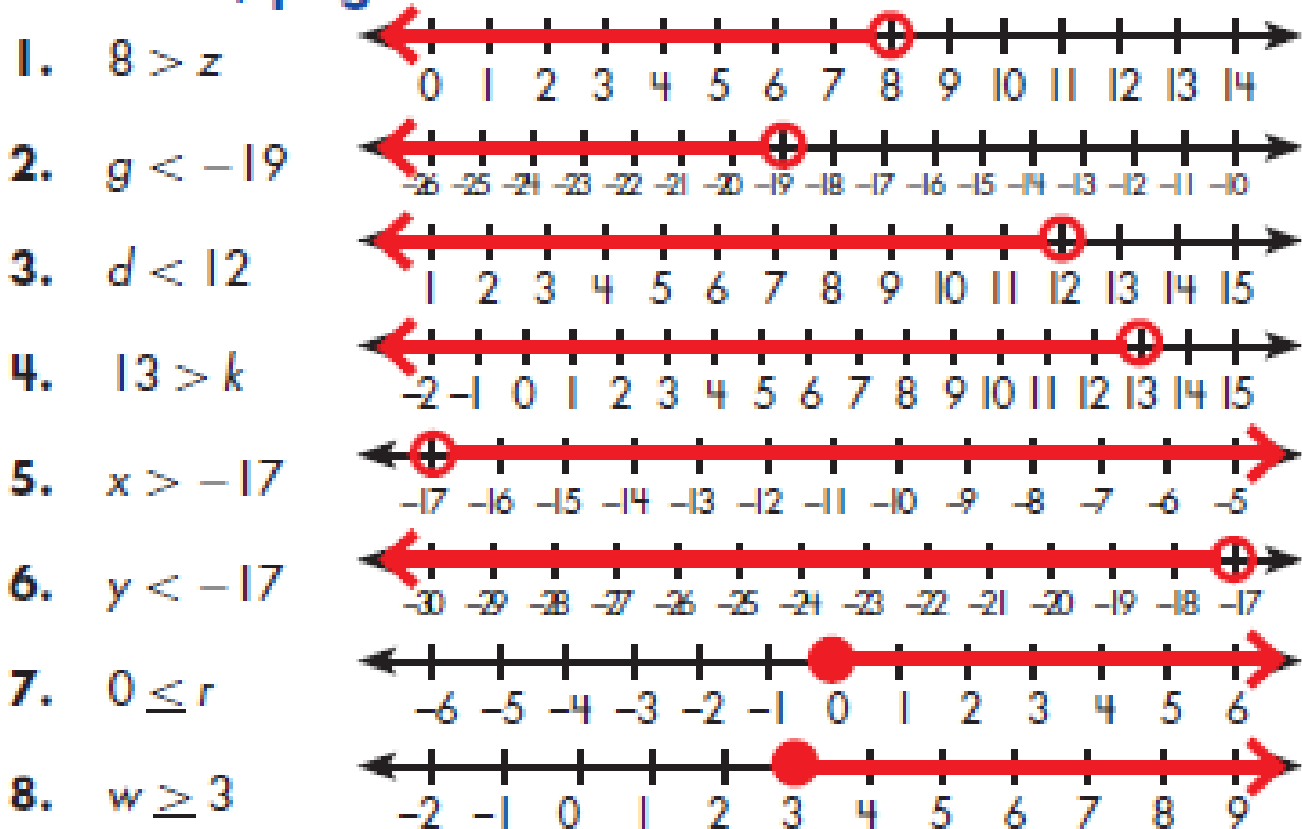 1. 8 > z
0 1 2 3 4 5 6 7 8 9 10 11 12 13 14
2. g < −19
−26 −25 −24 −23 −22 −21 −20 −19 −18 −17 −16 −15 −14 −13 −12 −11 −10
3. d < 12
1 2 3 4 5 6 7 8 9 10 11 12 13 14 15
4. 13 > k
−2 −1 0 1 2 3 4 5 6 7 8 9 10 11 12 13 14 15
5. x > −17
−17 −16 −15 −14 −13 −12 −11 −10 −9 −8 −7 −6 −5
6. y < −17
−30 −29 −28 −27 −26 −25 −24 −23 −22 −21 −20 −19 −18 −17
7. 0 ≤ r
−6 −5 −4 −3 −2 −1 0 1 2 3 4 5 6
8. w ≥ 3
−2 −1 0 1 2 3 4 5 6 7 8 9